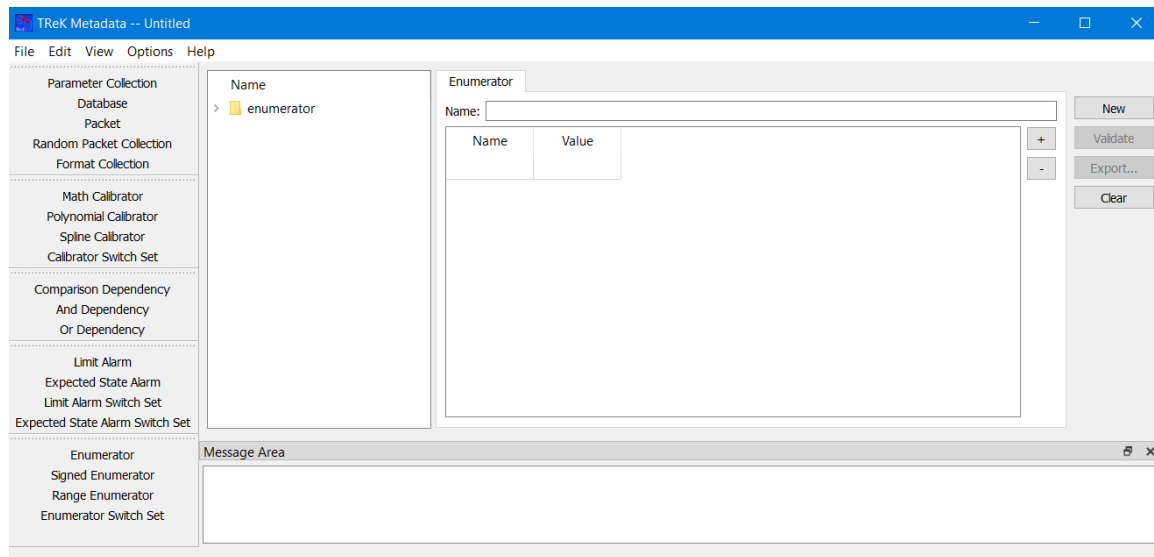 TReK Metadata -- Untitled
File Edit View Options Help
Parameter Collection
Database
Packet
Random Packet Collection
Format Collection
Math Calibrator
Polynomial Calibrator
Spline Calibrator
Calibrator Switch Set
Comparison Dependency
And Dependency
Or Dependency
Limit Alarm
Expected State Alarm
Limit Alarm Switch Set
Expected State Alarm Switch Set
Enumerator
Signed Enumerator
Range Enumerator
Enumerator Switch Set
Name
enumerator
Enumerator
Name:
Name Value
+
-
New
Validate
Export...
Clear
Message Area